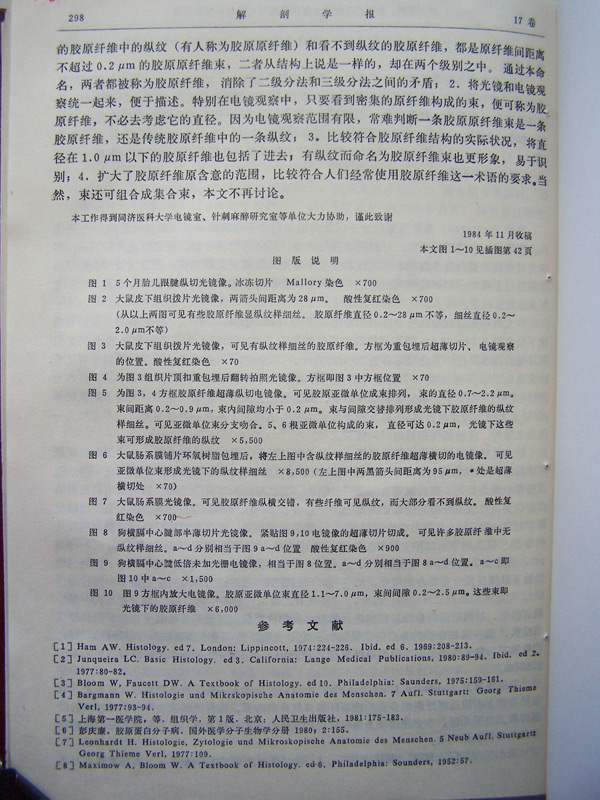 298
解剖学报
17卷
的胶原纤维中的纵纹（有人称为胶原原纤维）和看不到纵纹的胶原纤维，都是原纤维间距离
不超过0.2μm的胶原原纤维束，二者从结构上说是一样的，却在两个级别之中。通过本命
名，两者都被称为胶原纤维，消除了二级分法和三级分法之间的矛盾；2．将光镜和电镜观
察统一起来，便于描述。特别在电镜观察中，只要看到密集的原纤维构成的束，便可称为胶
原纤维，不必去考虑它的直径。因为电镜观察范围有限，常难判断一条胶原原纤维束是一条
胶原纤维，还是传统胶原纤维中的一条纵纹；3．比较符合胶原纤维结构的实际状况，将直
径在1.0μm以下的胶原纤维也包括了进去；有纵纹而命名为胶原纤维束也更形象，易于识
别；4．扩大了胶原纤维原含意的范围，比较符合人们经常使用胶原纤维这一术语的要求。当
然，束还可组合成集合束，本文不再讨论。
本工作得到同济医科大学电镜室、针刺麻醉研究室等单位大力协助，谨此致谢
1984年11月收稿
本文图1～10见插图第42页
图版说明
图1 5个月胎儿跟腱纵切光镜像。冰冻切片 Mallory染色 ×700
图2 大鼠皮下组织拨片光镜像，两箭头间距离为28μm。 酸性复红染色 ×700
（从以上两图可见有些胶原纤维显纵纹样细丝。胶原纤维直径0.2～28μm不等，细丝直径0.2～
2.0μm不等）
图3 大鼠皮下组织拨片光镜像，可见有纵纹样细丝的胶原纤维。方框为重包埋后超薄切片、电镜观察
的位置。酸性复红染色 ×70
图4 为图3组织片顶扣重包埋后翻转拍照光镜像。方框即图3中方框位置 ×70
图5 为图3，4方框胶原纤维超薄纵切电镜像。可见胶原亚微单位成束排列，束的直径0.7～2.2μm。
束间距离0.2～0.9μm，束内间隙均小于0.2μm。束与间隙交替排列形成光镜下胶原纤维的纵纹
样细丝。可见亚微单位束分支吻合。5、6根亚微单位构成的束，直径可达0.2μm，光镜下这些
束可形成胶原纤维的纵纹 ×5,500
图6 大鼠肠系膜铺片环氧树脂包埋后，将左上图中含纵纹样细丝的胶原纤维超薄横切的电镜像。可见
亚微单位束形成光镜下的纵纹样细丝 ×8,500（左上图中两黑箭头间距离为95μm，*处是超薄
横切处 ×70）
图7 大鼠肠系膜光镜像。可见胶原纤维纵横交错，有些纤维可见纵纹，而大部分看不到纵纹。 酸性复
红染色 ×700
图8 狗横膈中心腱部半薄切片光镜像。紧贴图9,10电镜像的超薄切片切成。可见许多胶原纤维中无
纵纹样细丝。a～d分别相当于图9a～d位置 酸性复红染色 ×900
图9 狗横膈中心腱低倍未加光栅电镜像，相当于图8位置。a～d分别相当于图8a～d位置。a～c即
图10中a～c ×1,500
图10 图9方框内放大电镜像。胶原亚微单位束直径1.1～7.0μm，束间间隙0.2～2.5μm。这些束即
光镜下的胶原纤维 ×6,000
参考文献
[1] Ham AW. Histology. ed 7, London: Lippincott, 1974:224-226. Ibid. ed 6, 1969:208-213.
[2] Junqueira LC. Basic Histology. ed 3, California: Lange Medical Publications, 1980:89-94. Ibid. ed 2.
1977:80-82.
[3] Bloom W, Faucett DW. A Textbook of Histology. ed 10. Philadelphia: Saunders, 1975:159-161.
[4] Bargmann W. Histologie und Mikrskopische Anatomie des Menschen. 7 Aufl. Stuttgart: Georg Thieme
Verl, 1977:93-94.
[5] 上海第一医学院，等．组织学．第1版．北京：人民卫生出版社，1981:175-183.
[6] 彭庆廉．胶原蛋白分子病．国外医学分子生物学分册 1980; 2:155.
[7] Leonhardt H. Histologie, Zytologie und Mikroskopische Anatomie des Menschen. 5 Neub Aufl. Stuttgart
Georg Thieme Verl, 1977:109.
[8] Maximow A, Bloom W. A Textbook of Histology. ed 6, Philadelphia: Sounders, 1952:57.